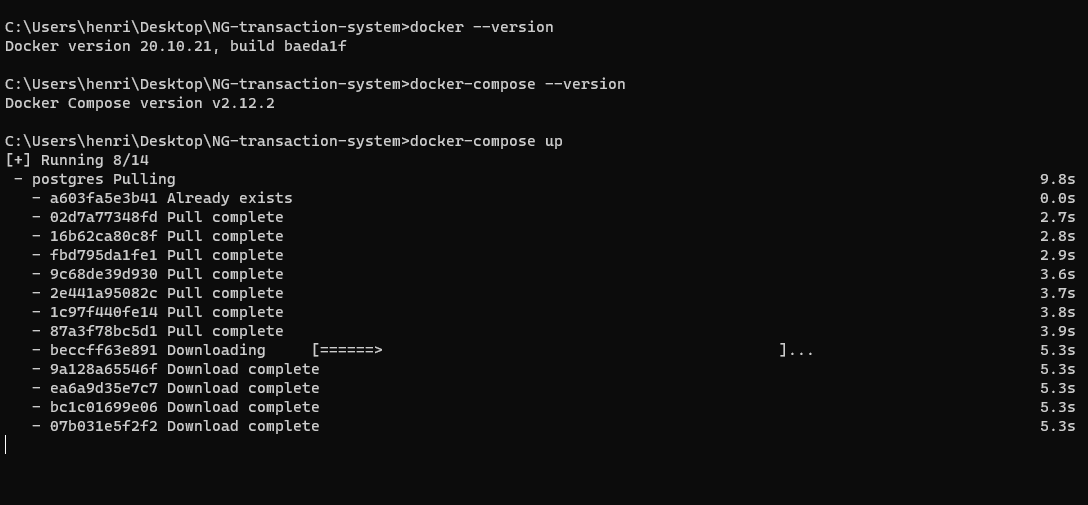 C:\Users\henri\Desktop\NG-transaction-system>docker --version
Docker version 20.10.21, build baeda1f
C:\Users\henri\Desktop\NG-transaction-system>docker-compose --version
Docker Compose version v2.12.2
C:\Users\henri\Desktop\NG-transaction-system>docker-compose up
[+] Running 8/14
- postgres Pulling 9.8s
- a603fa5e3b41 Already exists 0.0s
- 02d7a77348fd Pull complete 2.7s
- 16b62ca80c8f Pull complete 2.8s
- fbd795da1fe1 Pull complete 2.9s
- 9c68de39d930 Pull complete 3.6s
- 2e441a95082c Pull complete 3.7s
- 1c97f440fe14 Pull complete 3.8s
- 87a3f78bc5d1 Pull complete 3.9s
- beccff63e891 Downloading [======> ]... 5.3s
- 9a128a65546f Download complete 5.3s
- ea6a9d35e7c7 Download complete 5.3s
- bc1c01699e06 Download complete 5.3s
- 07b031e5f2f2 Download complete 5.3s